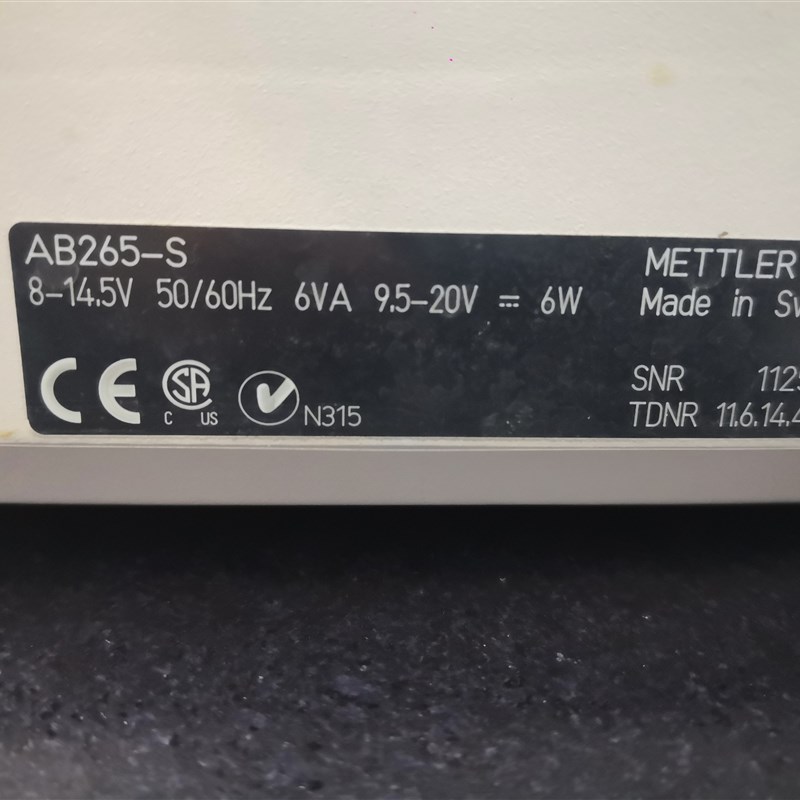 AB265-S
8-14.5V 50/60Hz 6VA 9.5-20V ⎓ 6W
CE
SA
C US
N315
METTLER
Made in
SNR
TDNR